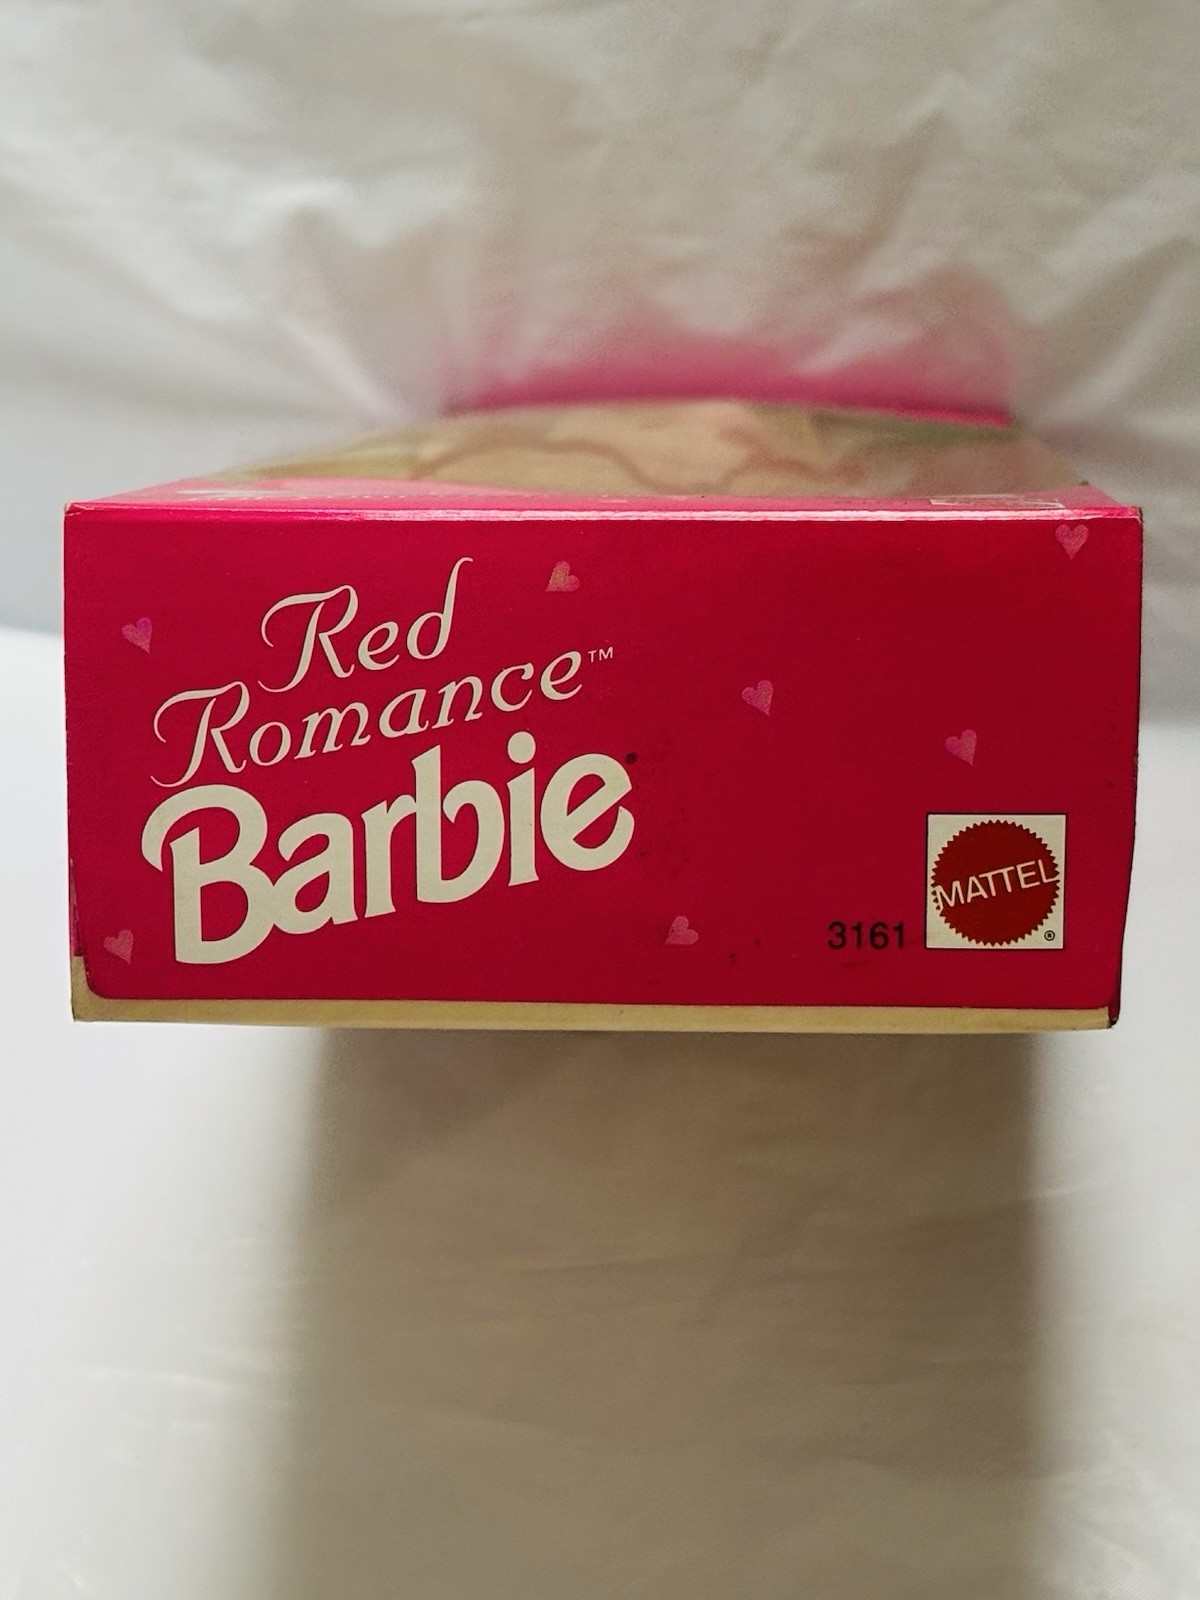 Red
Romance™
Barbie
3161
MATTEL
®